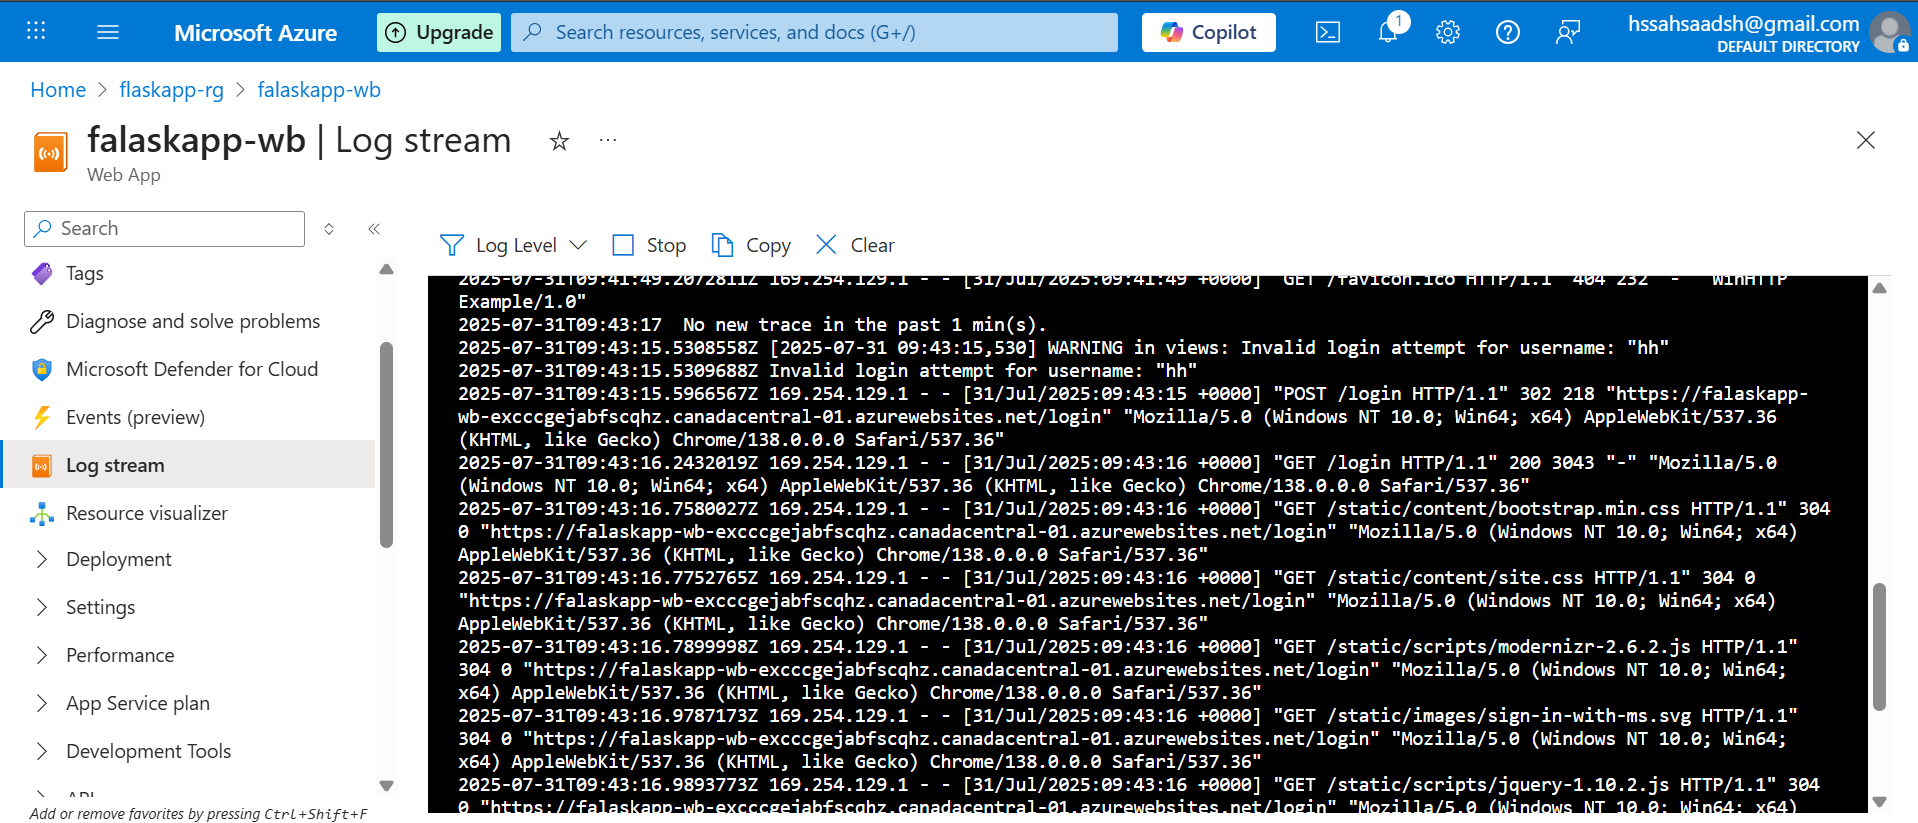 Microsoft Azure
Upgrade
Search resources, services, and docs (G+/)
Copilot
1
hssahsaadsh@gmail.com
DEFAULT DIRECTORY
Home > flaskapp-rg > falaskapp-wb
falaskapp-wb | Log stream
Web App
Search
Tags
Diagnose and solve problems
Microsoft Defender for Cloud
Events (preview)
Log stream
Resource visualizer
Deployment
Settings
Performance
App Service plan
Development Tools
API
Add or remove favorites by pressing Ctrl+Shift+F
Log Level
Stop
Copy
Clear
2025-07-31T09:41:49.2072811Z 169.254.129.1 - - [31/Jul/2025:09:41:49 +0000] "GET /favicon.ico HTTP/1.1" 404 232 "-" "WinHTTP
Example/1.0"
2025-07-31T09:43:17  No new trace in the past 1 min(s).
2025-07-31T09:43:15.5308558Z [2025-07-31 09:43:15,530] WARNING in views: Invalid login attempt for username: "hh"
2025-07-31T09:43:15.5309688Z Invalid login attempt for username: "hh"
2025-07-31T09:43:15.5966567Z 169.254.129.1 - - [31/Jul/2025:09:43:15 +0000] "POST /login HTTP/1.1" 302 218 "https://falaskapp-
wb-excccgejabfscqhz.canadacentral-01.azurewebsites.net/login" "Mozilla/5.0 (Windows NT 10.0; Win64; x64) AppleWebKit/537.36
(KHTML, like Gecko) Chrome/138.0.0.0 Safari/537.36"
2025-07-31T09:43:16.2432019Z 169.254.129.1 - - [31/Jul/2025:09:43:16 +0000] "GET /login HTTP/1.1" 200 3043 "-" "Mozilla/5.0
(Windows NT 10.0; Win64; x64) AppleWebKit/537.36 (KHTML, like Gecko) Chrome/138.0.0.0 Safari/537.36"
2025-07-31T09:43:16.7580027Z 169.254.129.1 - - [31/Jul/2025:09:43:16 +0000] "GET /static/content/bootstrap.min.css HTTP/1.1" 304
0 "https://falaskapp-wb-excccgejabfscqhz.canadacentral-01.azurewebsites.net/login" "Mozilla/5.0 (Windows NT 10.0; Win64; x64)
AppleWebKit/537.36 (KHTML, like Gecko) Chrome/138.0.0.0 Safari/537.36"
2025-07-31T09:43:16.7752765Z 169.254.129.1 - - [31/Jul/2025:09:43:16 +0000] "GET /static/content/site.css HTTP/1.1" 304 0
"https://falaskapp-wb-excccgejabfscqhz.canadacentral-01.azurewebsites.net/login" "Mozilla/5.0 (Windows NT 10.0; Win64; x64)
AppleWebKit/537.36 (KHTML, like Gecko) Chrome/138.0.0.0 Safari/537.36"
2025-07-31T09:43:16.7899998Z 169.254.129.1 - - [31/Jul/2025:09:43:16 +0000] "GET /static/scripts/modernizr-2.6.2.js HTTP/1.1"
304 0 "https://falaskapp-wb-excccgejabfscqhz.canadacentral-01.azurewebsites.net/login" "Mozilla/5.0 (Windows NT 10.0; Win64;
x64) AppleWebKit/537.36 (KHTML, like Gecko) Chrome/138.0.0.0 Safari/537.36"
2025-07-31T09:43:16.9787173Z 169.254.129.1 - - [31/Jul/2025:09:43:16 +0000] "GET /static/images/sign-in-with-ms.svg HTTP/1.1"
304 0 "https://falaskapp-wb-excccgejabfscqhz.canadacentral-01.azurewebsites.net/login" "Mozilla/5.0 (Windows NT 10.0; Win64;
x64) AppleWebKit/537.36 (KHTML, like Gecko) Chrome/138.0.0.0 Safari/537.36"
2025-07-31T09:43:16.9893773Z 169.254.129.1 - - [31/Jul/2025:09:43:16 +0000] "GET /static/scripts/jquery-1.10.2.js HTTP/1.1" 304
0 "https://falaskapp-wb-excccgejabfscqhz.canadacentral-01.azurewebsites.net/login" "Mozilla/5.0 (Windows NT 10.0; Win64; x64)